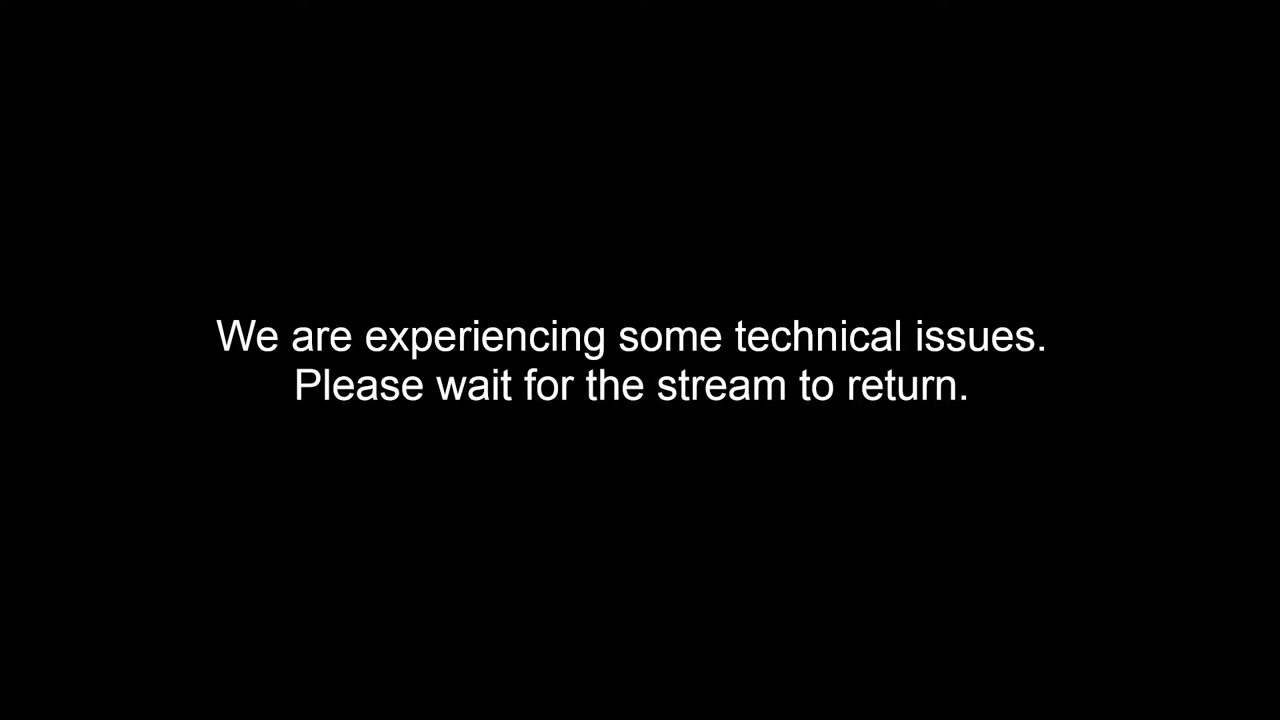 We are experiencing some technical issues.
Please wait for the stream to return.